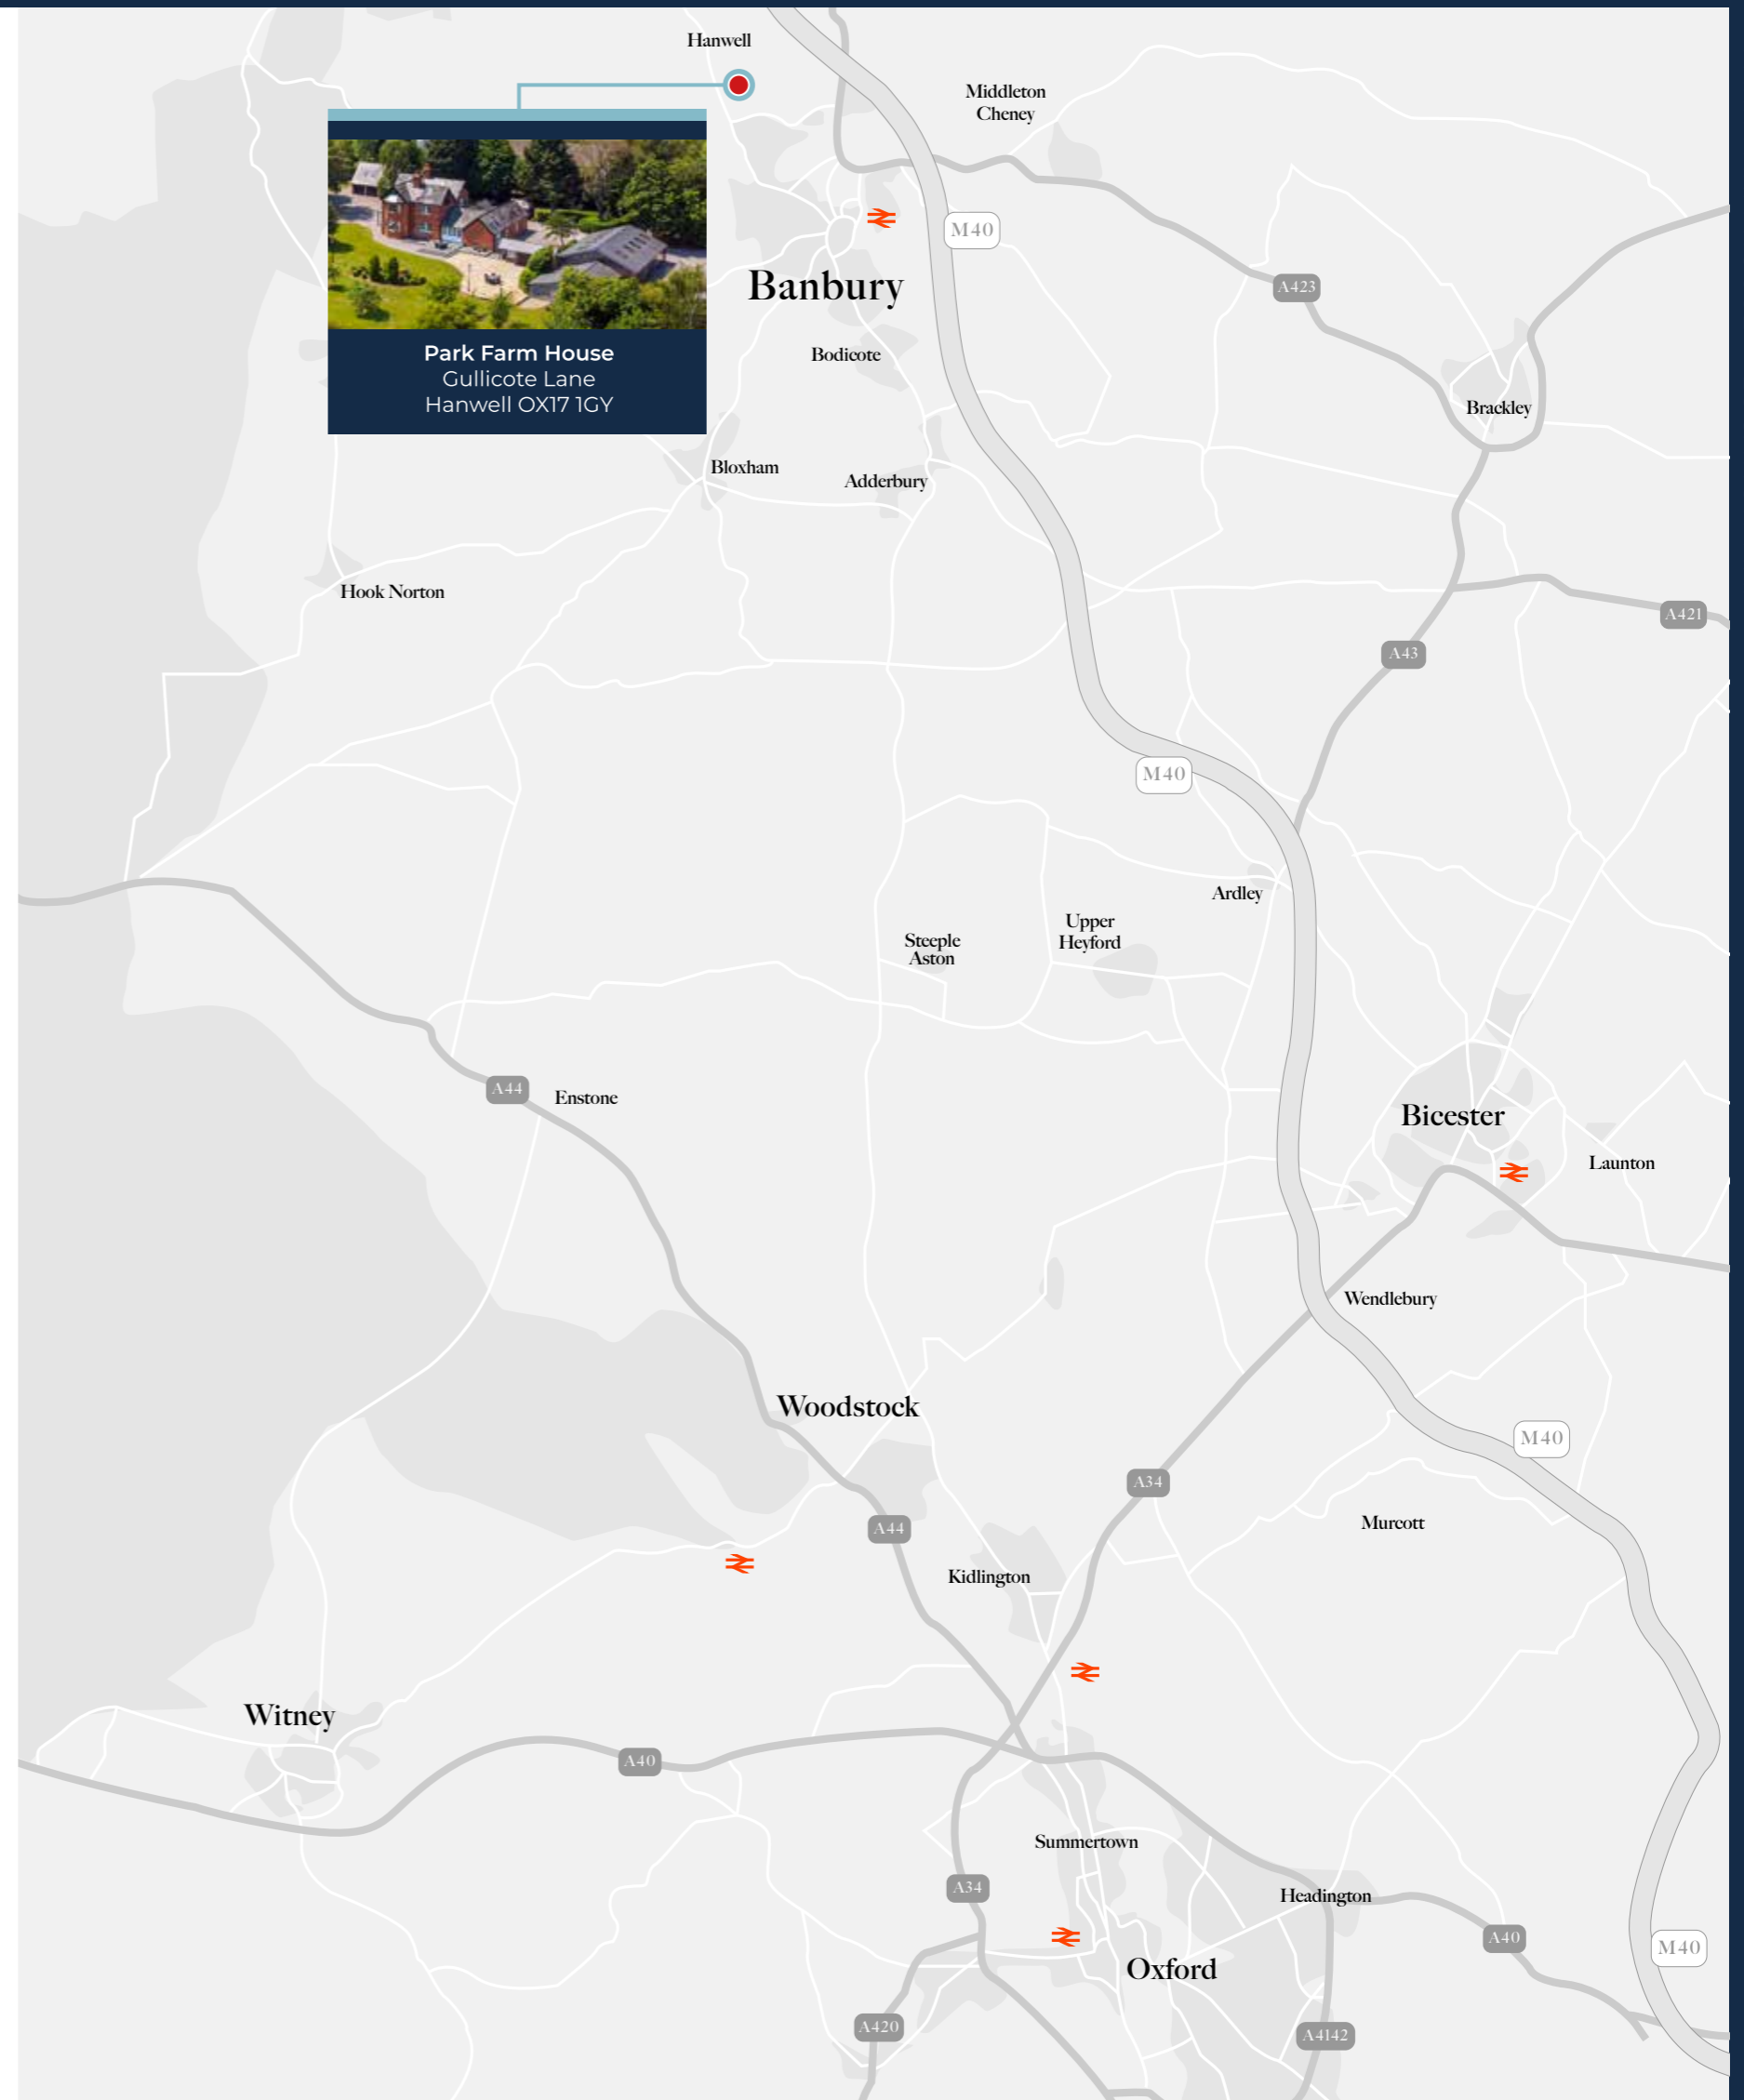 Hanwell
Middleton
Cheney
M40
Banbury
A423
Park Farm House
Gullicote Lane
Hanwell OX17 1GY
Bodicote
Brackley
Bloxham
Adderbury
Hook Norton
A421
A43
M40
Ardley
Upper
Heyford
Steeple
Aston
A44
Enstone
Bicester
Launton
Wendlebury
Woodstock
M40
A34
Murcott
A44
Kidlington
Witney
A40
Summertown
A34
Headington
A40
M40
Oxford
A420
A4142